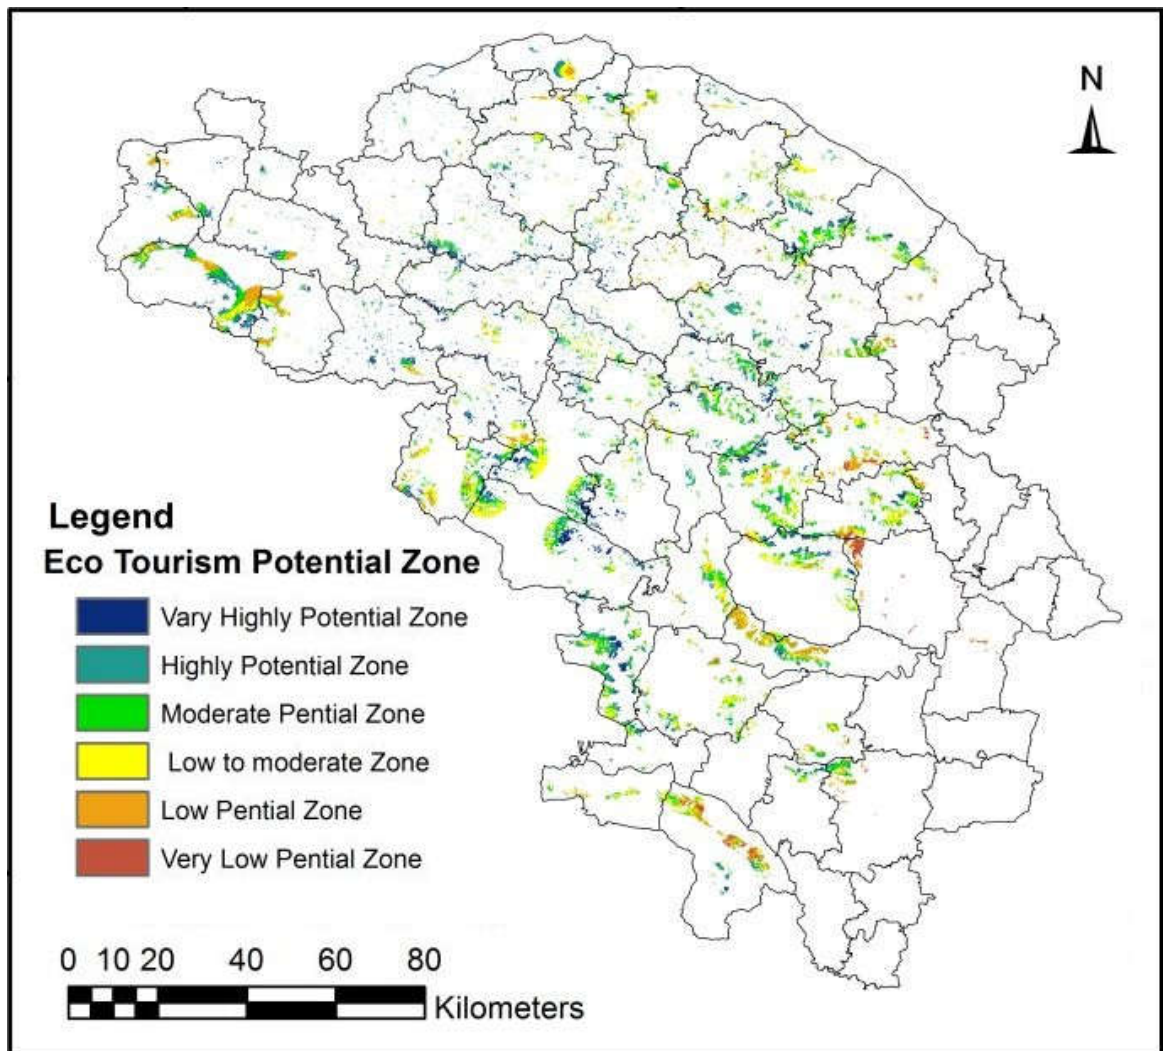 N
Legend
Eco Tourism Potential Zone
Vary Highly Potential Zone
Highly Potential Zone
Moderate Pential Zone
Low to moderate Zone
Low Pential Zone
Very Low Pential Zone
0 10 20 40 60 80
Kilometers